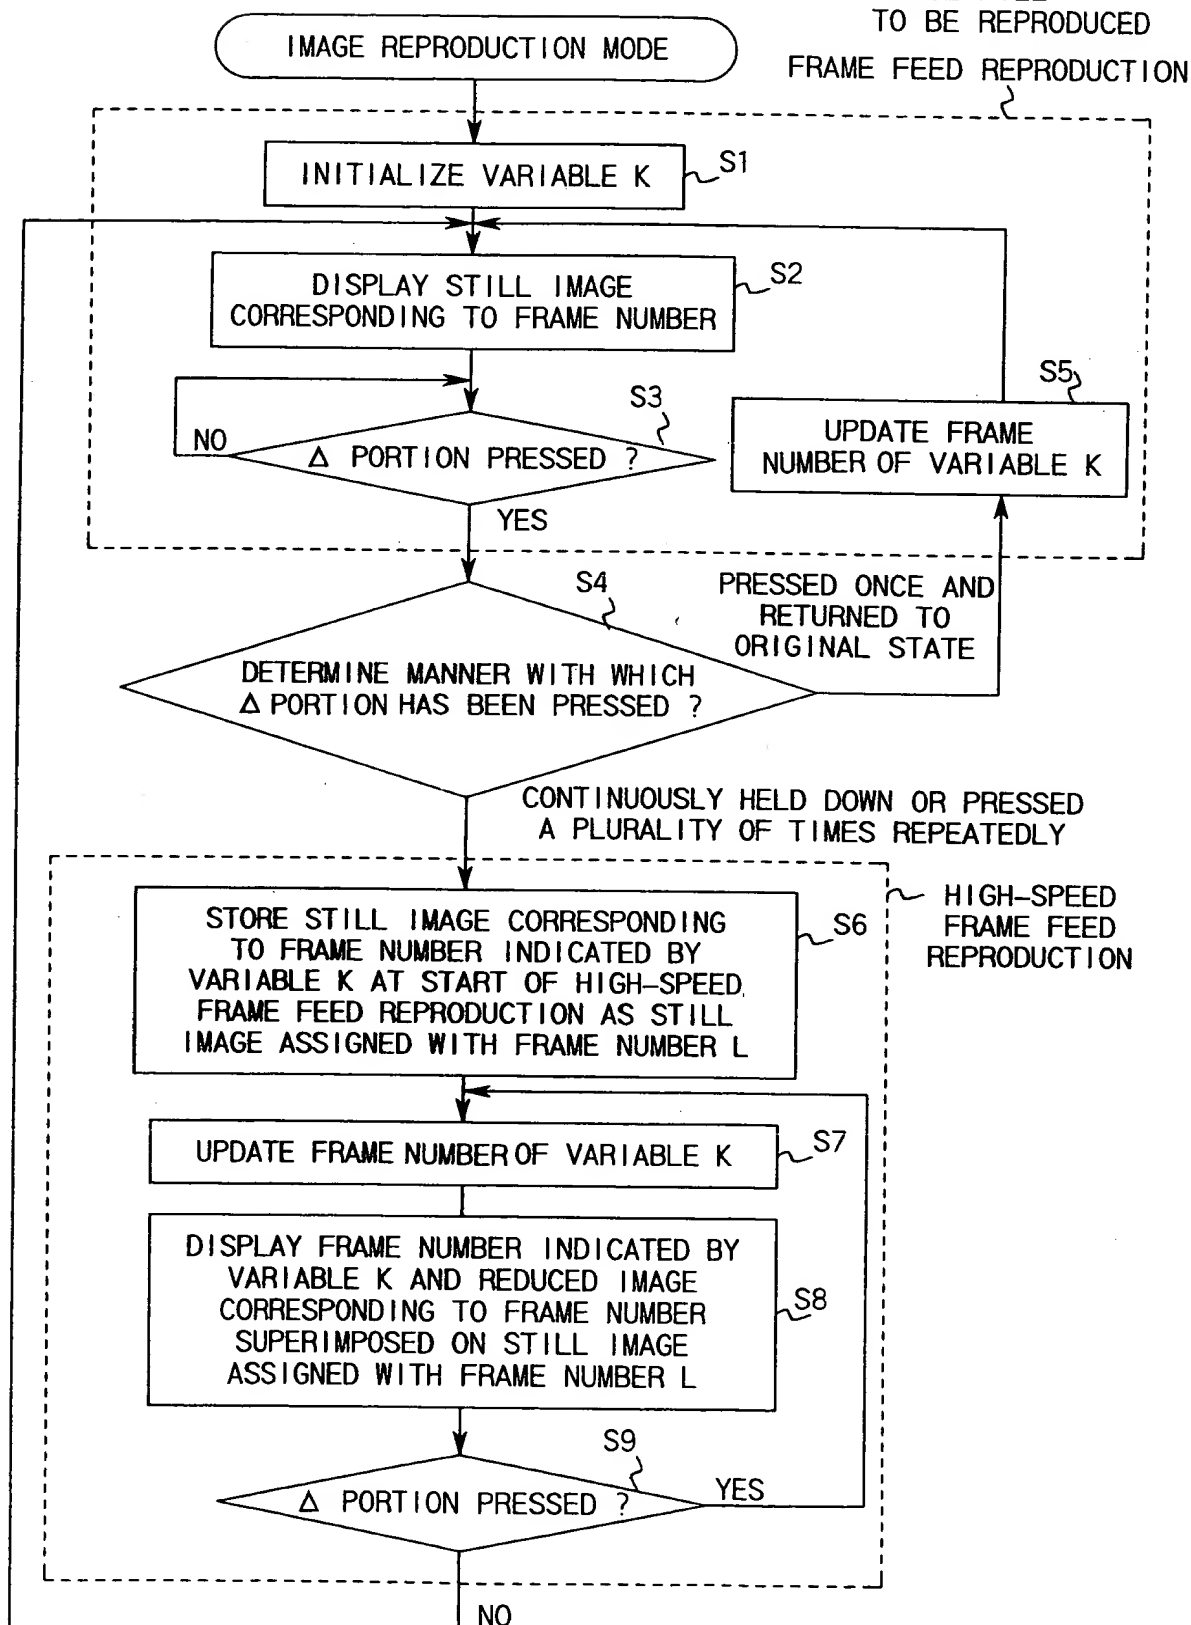 TO BE REPRODUCED
IMAGE REPRODUCTION MODE
FRAME FEED REPRODUCTION
INITIALIZE VARIABLE K
S1
DISPLAY STILL IMAGE
CORRESPONDING TO FRAME NUMBER
S2
S3
NO
Δ PORTION PRESSED ?
YES
S5
UPDATE FRAME
NUMBER OF VARIABLE K
S4
PRESSED ONCE AND
RETURNED TO
ORIGINAL STATE
DETERMINE MANNER WITH WHICH
Δ PORTION HAS BEEN PRESSED ?
CONTINUOUSLY HELD DOWN OR PRESSED
A PLURALITY OF TIMES REPEATEDLY
HIGH-SPEED
FRAME FEED
REPRODUCTION
STORE STILL IMAGE CORRESPONDING
TO FRAME NUMBER INDICATED BY
VARIABLE K AT START OF HIGH-SPEED
FRAME FEED REPRODUCTION AS STILL
IMAGE ASSIGNED WITH FRAME NUMBER L
S6
UPDATE FRAME NUMBER OF VARIABLE K
S7
DISPLAY FRAME NUMBER INDICATED BY
VARIABLE K AND REDUCED IMAGE
CORRESPONDING TO FRAME NUMBER
SUPERIMPOSED ON STILL IMAGE
ASSIGNED WITH FRAME NUMBER L
S8
S9
Δ PORTION PRESSED ?
YES
NO